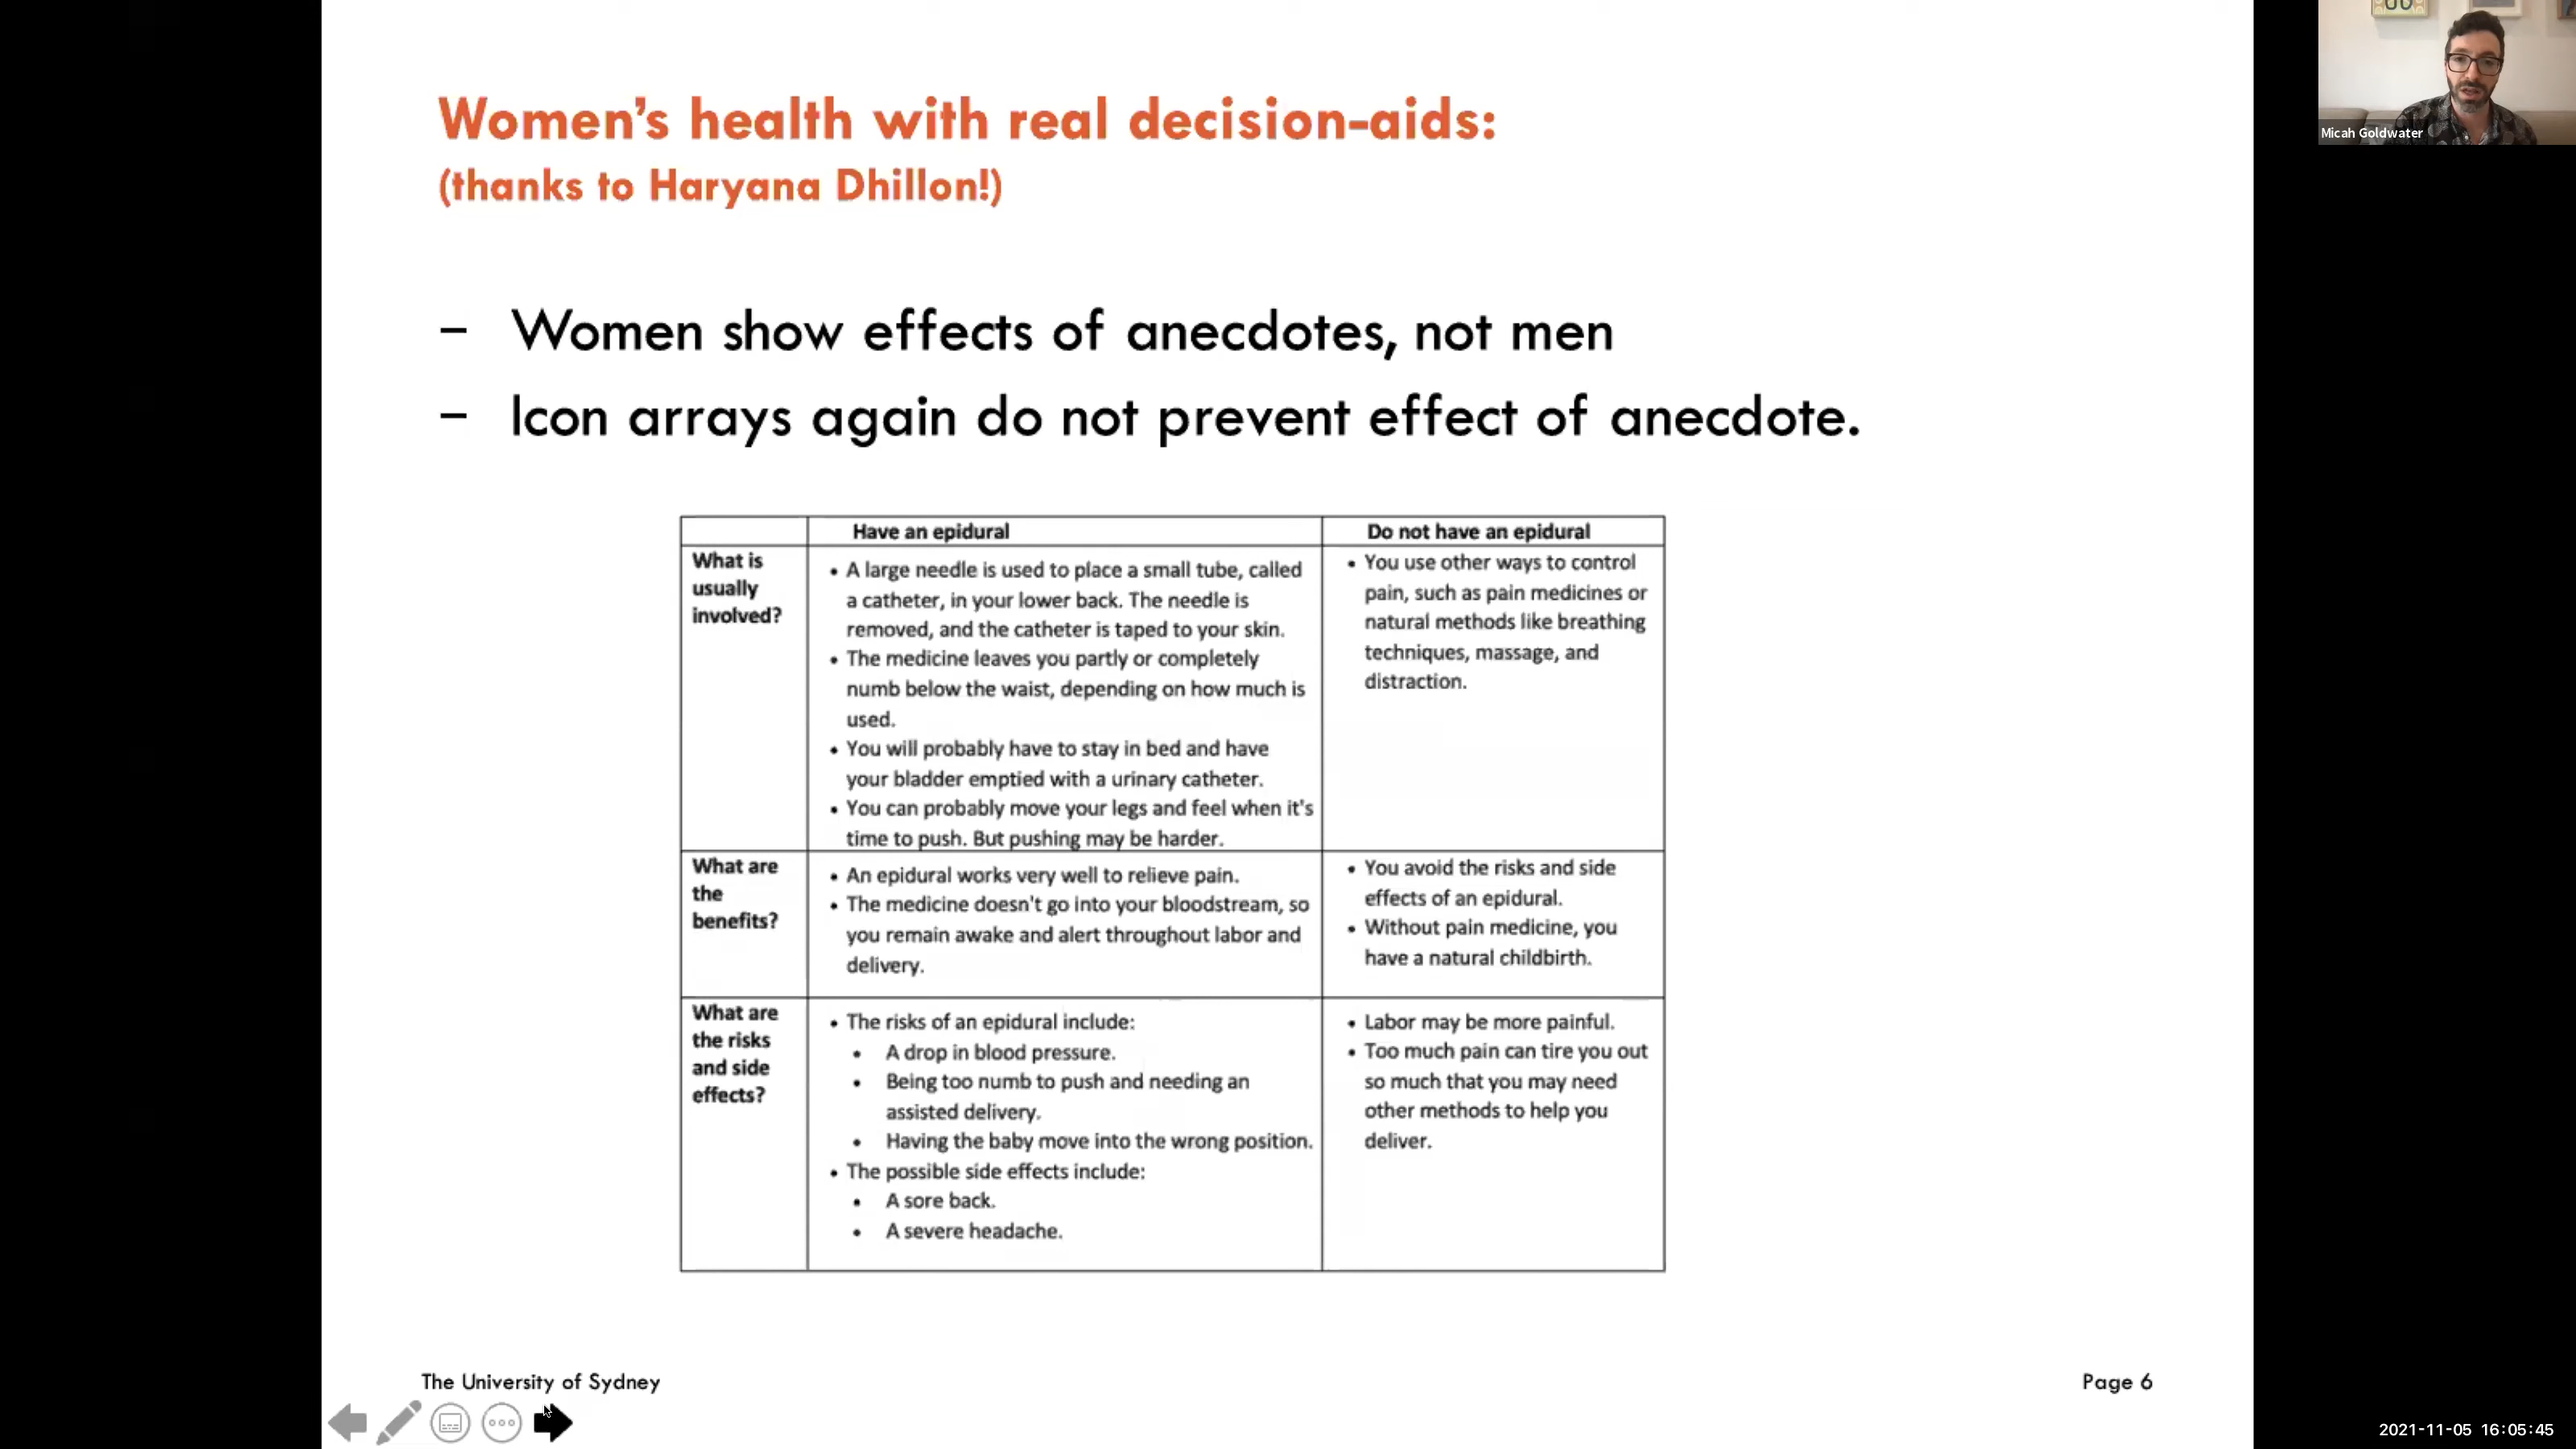 Women's health with real decision-aids:
(thanks to Haryana Dhillon!)
Micah Goldwater
– Women show effects of anecdotes, not men
– Icon arrays again do not prevent effect of anecdote.
Have an epidural
Do not have an epidural
What is
usually
involved?
• A large needle is used to place a small tube, called
a catheter, in your lower back. The needle is
removed, and the catheter is taped to your skin.
• The medicine leaves you partly or completely
numb below the waist, depending on how much is
used.
• You will probably have to stay in bed and have
your bladder emptied with a urinary catheter.
• You can probably move your legs and feel when it's
time to push. But pushing may be harder.
• You use other ways to control
pain, such as pain medicines or
natural methods like breathing
techniques, massage, and
distraction.
What are
the
benefits?
• An epidural works very well to relieve pain.
• The medicine doesn't go into your bloodstream, so
you remain awake and alert throughout labor and
delivery.
• You avoid the risks and side
effects of an epidural.
• Without pain medicine, you
have a natural childbirth.
What are
the risks
and side
effects?
• The risks of an epidural include:
• A drop in blood pressure.
• Being too numb to push and needing an
assisted delivery.
• Having the baby move into the wrong position.
• The possible side effects include:
• A sore back.
• A severe headache.
• Labor may be more painful.
• Too much pain can tire you out
so much that you may need
other methods to help you
deliver.
The University of Sydney
Page 6
2021-11-05 16:05:45